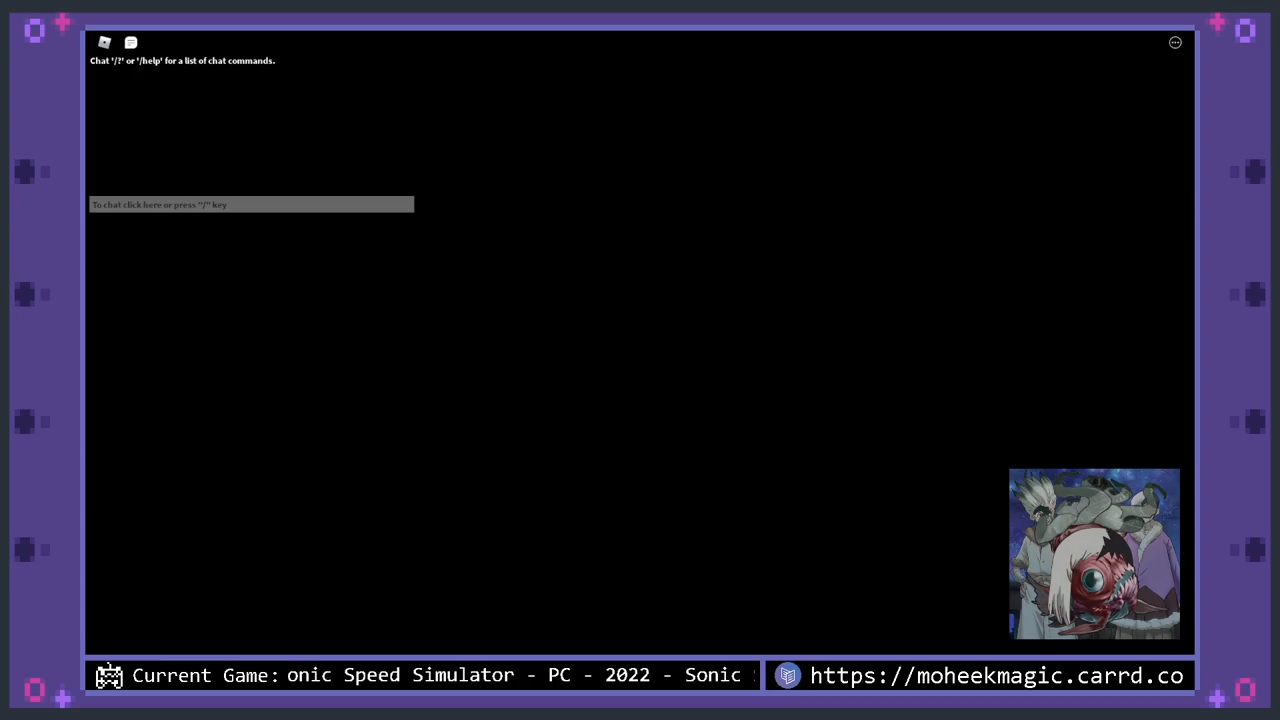 Chat '/?' or '/help' for a list of chat commands.
To chat click here or press "/" key
Current Game: onic Speed Simulator - PC - 2022 - Sonic
https://moheekmagic.carrd.co